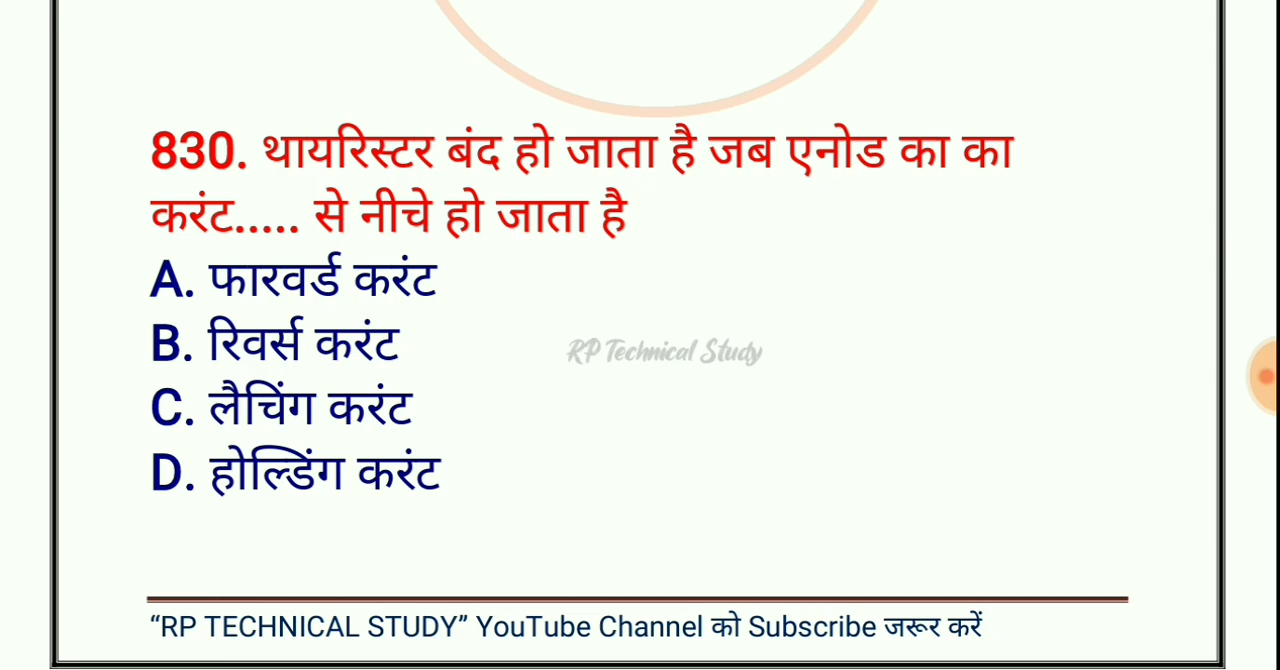 830. थायरिस्टर बंद हो जाता है जब एनोड का का
करंट..... से नीचे हो जाता है
A. फारवर्ड करंट
B. रिवर्स करंट
RP Technical Study
C. लैचिंग करंट
D. होल्डिंग करंट
“RP TECHNICAL STUDY” YouTube Channel को Subscribe जरूर करें